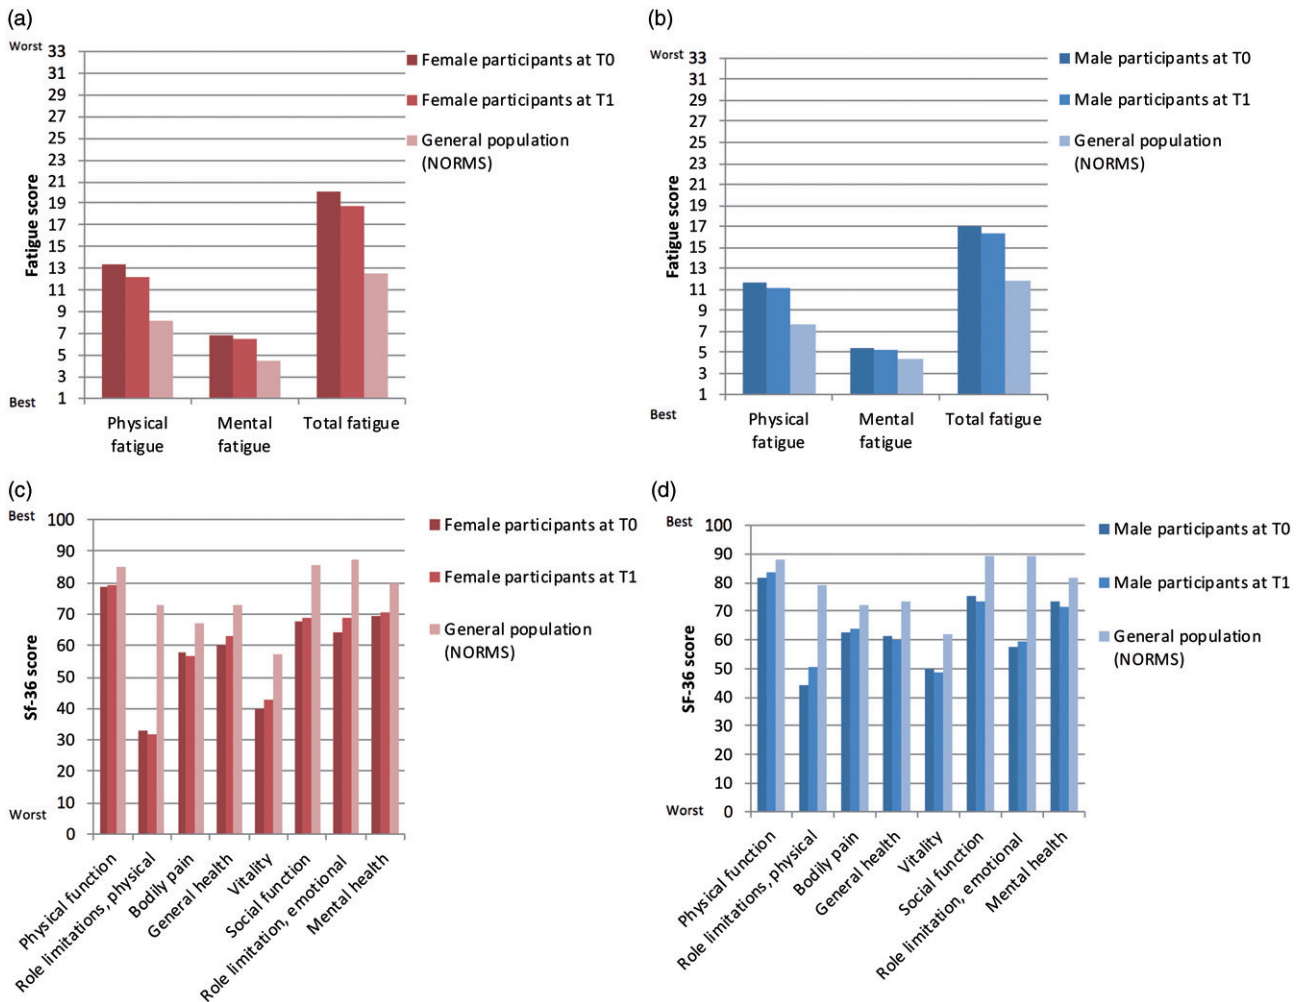 (a)
Worst
33
31
29
27
25
23
21
19
17
15
13
11
9
7
5
3
1
Best
Fatigue score
Physical
fatigue
Mental
fatigue
Total fatigue
Female participants at T0
Female participants at T1
General population
(NORMS)
(b)
Worst
33
31
29
27
25
23
21
19
17
15
13
11
9
7
5
3
1
Best
Fatigue score
Physical
fatigue
Mental
fatigue
Total fatigue
Male participants at T0
Male participants at T1
General population
(NORMS)
(c)
Best
100
90
80
70
60
50
40
30
20
10
0
Worst
Sf-36 score
Physical function
Role limitations, physical
Bodily pain
General health
Vitality
Social function
Role limitation, emotional
Mental health
Female participants at T0
Female participants at T1
General population
(NORMS)
(d)
Best
100
90
80
70
60
50
40
30
20
10
0
Worst
SF-36 score
Physical function
Role limitations, physical
Bodily pain
General health
Vitality
Social function
Role limitation, emotional
Mental health
Male participants at T0
Male participants at T1
General population
(NORMS)